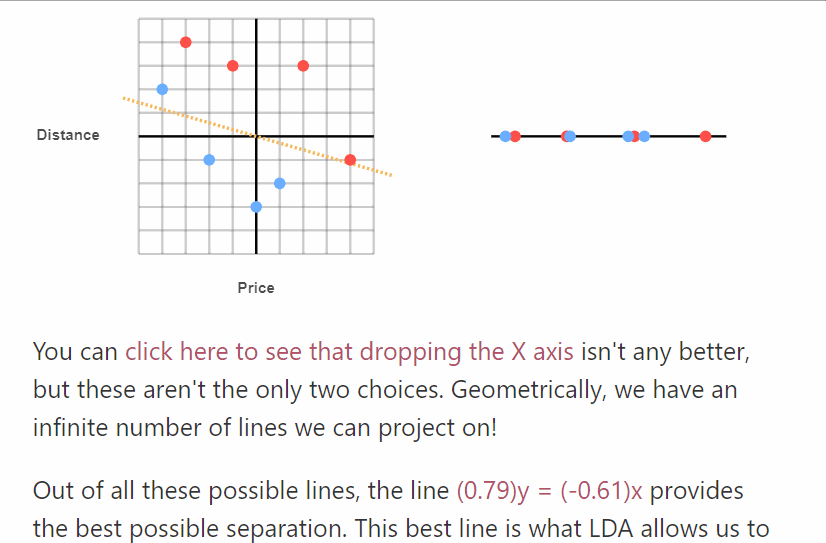 Distance
Price
You can click here to see that dropping the X axis isn't any better,
but these aren't the only two choices. Geometrically, we have an
infinite number of lines we can project on!
Out of all these possible lines, the line (0.79)y = (-0.61)x provides
the best possible separation. This best line is what LDA allows us to